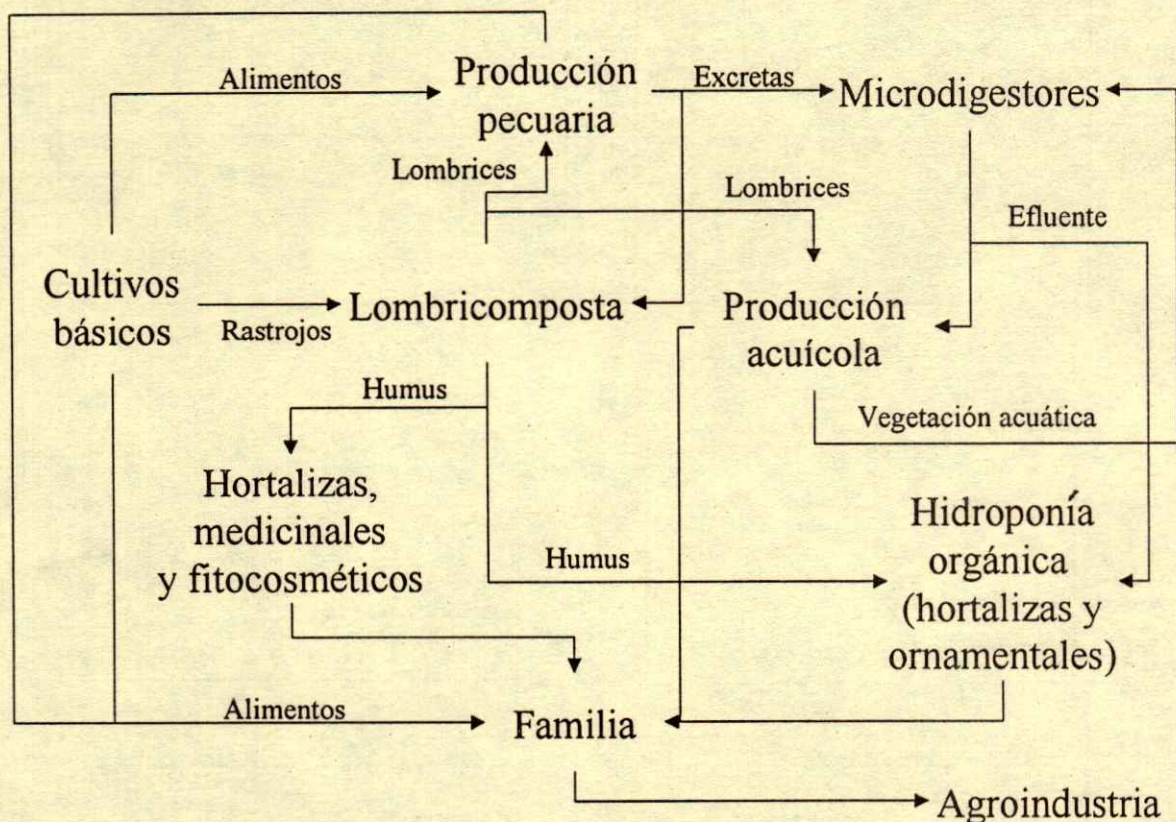 Producción
pecuaria
Alimentos
Excretas
Microdigestores
Lombrices
Lombrices
Efluente
Cultivos
básicos
Rastrojos
Lombricomposta
Producción
acuícola
Humus
Vegetación acuática
Hortalizas,
medicinales
y fitocosméticos
Humus
Hidroponía
orgánica
(hortalizas y
ornamentales)
Alimentos
Familia
Agroindustria